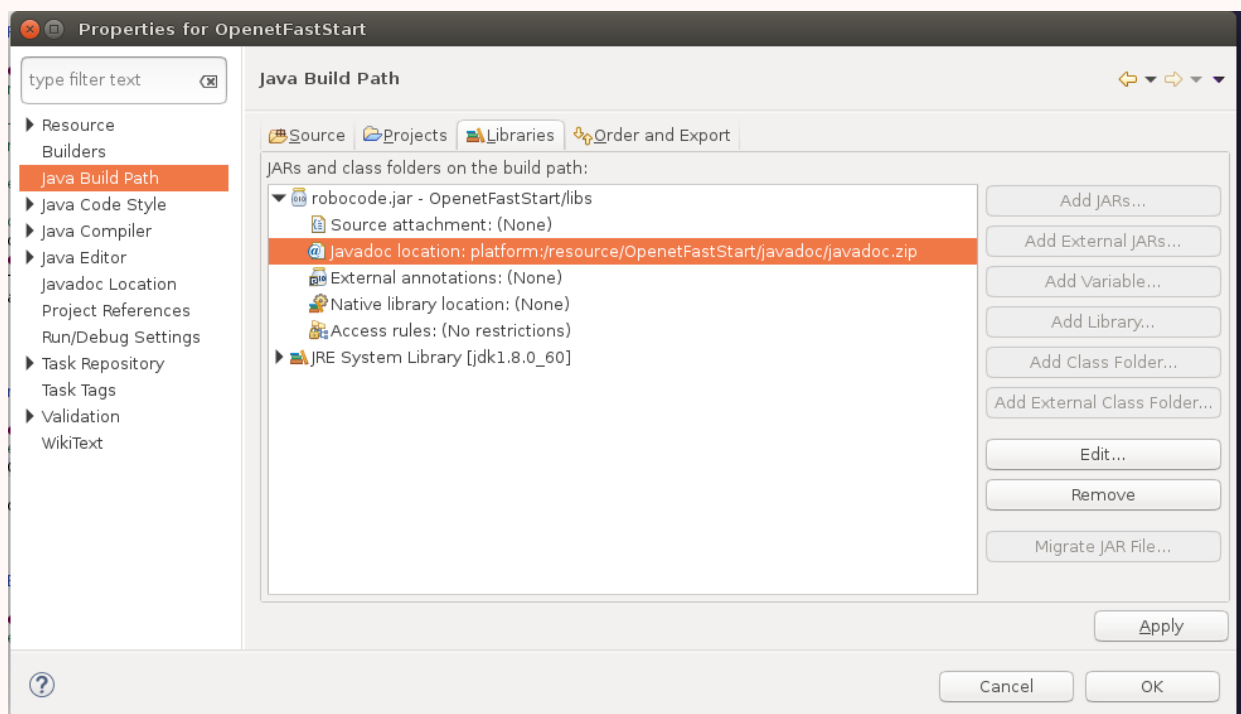 Properties for OpenetFastStart
type filter text
Resource
Builders
Java Build Path
Java Code Style
Java Compiler
Java Editor
Javadoc Location
Project References
Run/Debug Settings
Task Repository
Task Tags
Validation
WikiText
Java Build Path
Source
Projects
Libraries
Order and Export
JARs and class folders on the build path:
robocode.jar - OpenetFastStart/libs
Source attachment: (None)
Javadoc location: platform:/resource/OpenetFastStart/javadoc/javadoc.zip
External annotations: (None)
Native library location: (None)
Access rules: (No restrictions)
JRE System Library [jdk1.8.0_60]
Add JARs...
Add External JARs...
Add Variable...
Add Library...
Add Class Folder...
Add External Class Folder...
Edit...
Remove
Migrate JAR File...
Apply
?
Cancel
OK